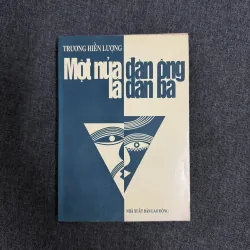 TRƯƠNG HIỀN LƯỢNG
Một nửa đàn ông
là đàn bà
NHÀ XUẤT BẢN LAO ĐỘNG